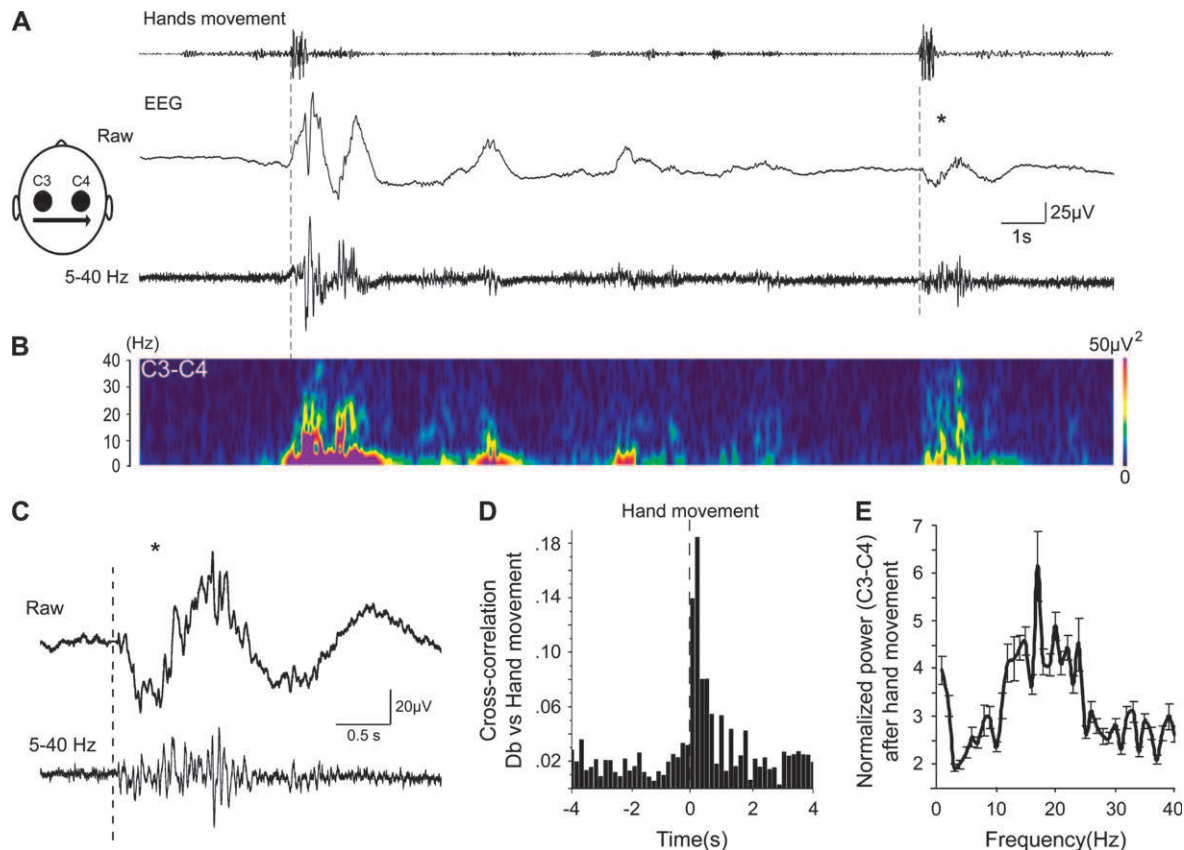 A
Hands movement
EEG
Raw
*
C3 C4
25µV
1s
5-40 Hz
B
(Hz)
50µV²
C3-C4
40
30
20
10
0
0
C
*
Raw
20µV
0.5 s
5-40 Hz
D
Hand movement
Cross-correlation
Db vs Hand movement
.18
.14
.10
.06
.02
-4 -2 0 2 4
Time(s)
E
Normalized power (C3-C4)
after hand movement
7
6
5
4
3
2
0 10 20 30 40
Frequency(Hz)